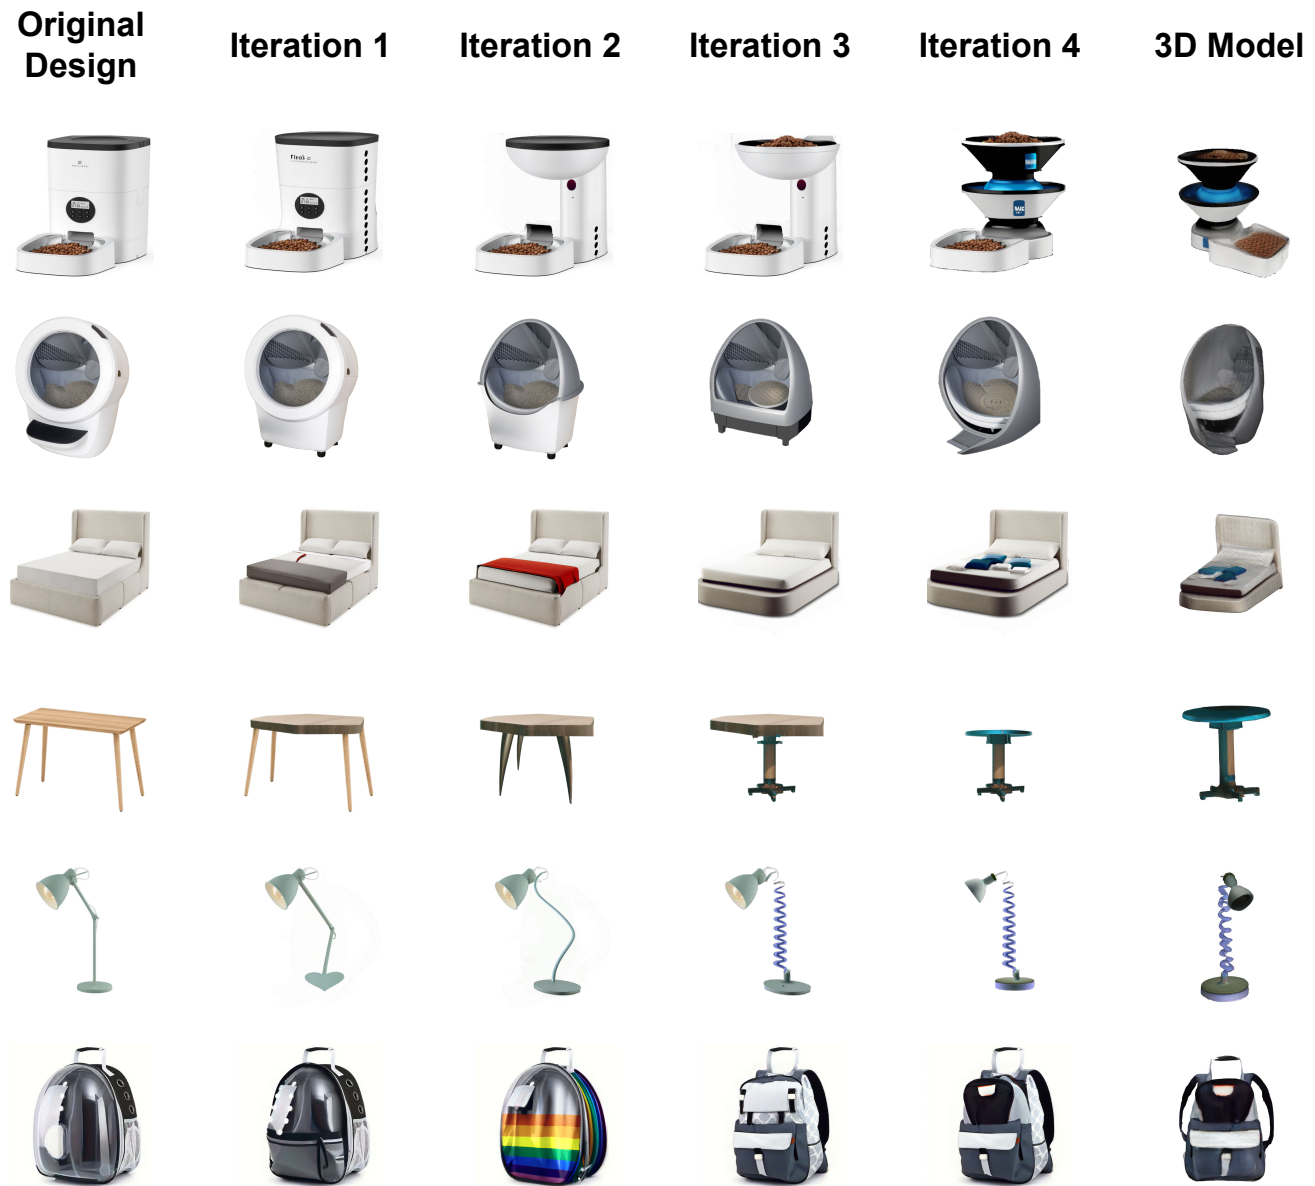 Original
Design
Iteration 1
Iteration 2
Iteration 3
Iteration 4
3D Model